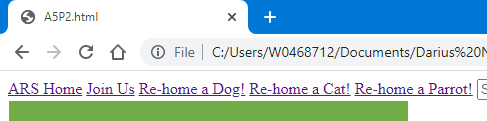 A5P2.html
File C:/Users/W0468712/Documents/Darius%20
ARS Home Join Us Re-home a Dog! Re-home a Cat! Re-home a Parrot!